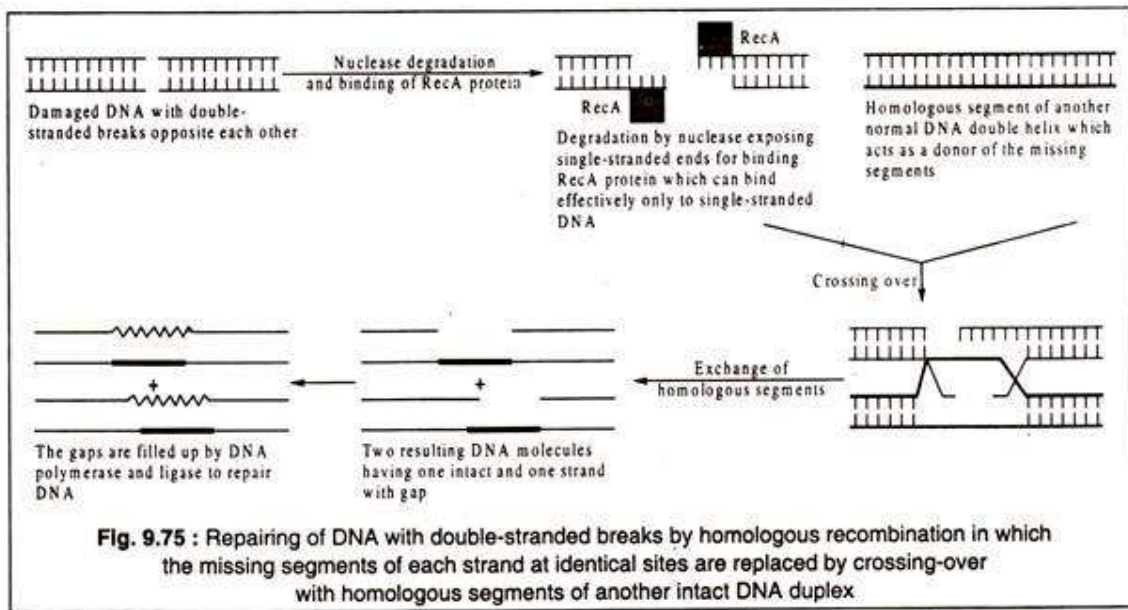 Nuclease degradation
and binding of RecA protein
RecA
RecA
Damaged DNA with double-
stranded breaks opposite each other
Degradation by nuclease exposing
single-stranded ends for binding
RecA protein which can bind
effectively only to single-stranded
DNA
Homologous segment of another
normal DNA double helix which
acts as a donor of the missing
segments
Crossing over
Exchange of
homologous segments
+
+
The gaps are filled up by DNA
polymerase and ligase to repair
DNA
Two resulting DNA molecules
having one intact and one strand
with gap
Fig. 9.75 : Repairing of DNA with double-stranded breaks by homologous recombination in which
the missing segments of each strand at identical sites are replaced by crossing-over
with homologous segments of another intact DNA duplex